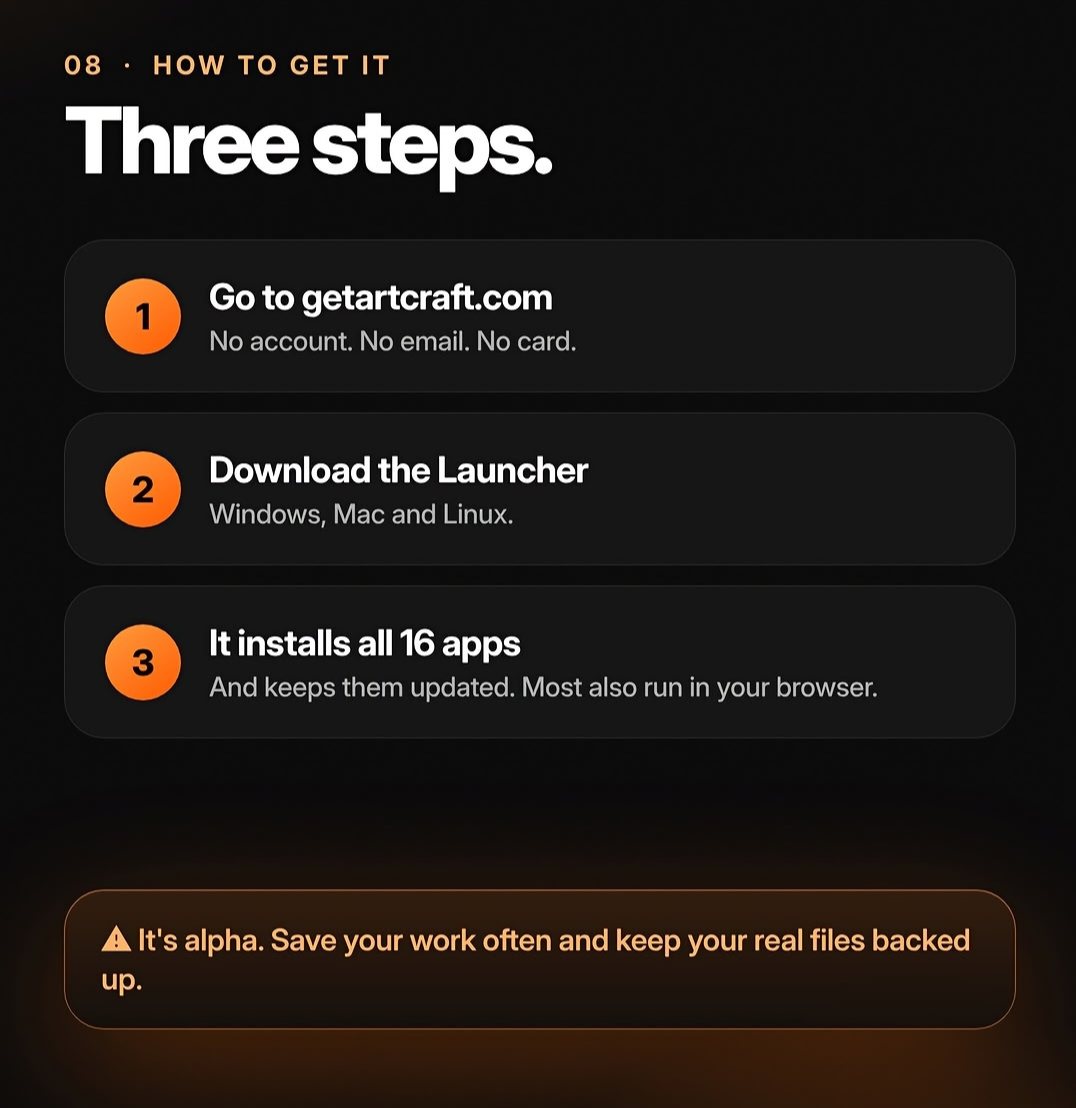 08 · HOW TO GET IT
Three steps.
1
Go to getartcraft.com
No account. No email. No card.
2
Download the Launcher
Windows, Mac and Linux.
3
It installs all 16 apps
And keeps them updated. Most also run in your browser.
⚠ It's alpha. Save your work often and keep your real files backed
up.